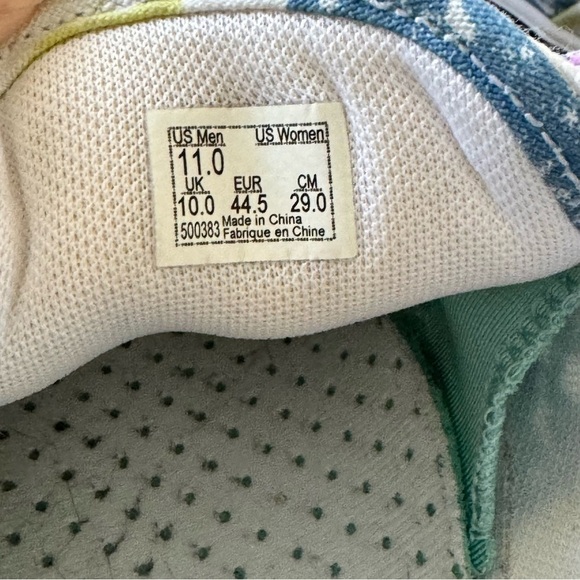 US Men US Women
11.0
UK EUR CM
10.0 44.5 29.0
500383 Made in China
Fabrique en Chine